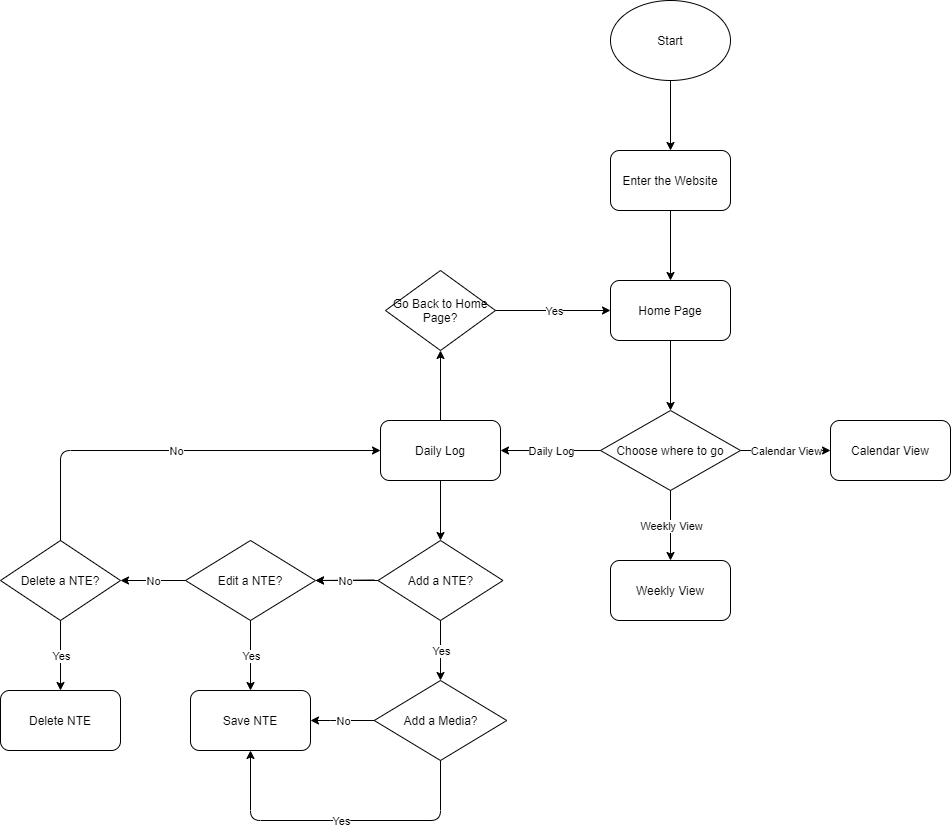 Start
Enter the Website
Go Back to Home
Page?
Yes
Home Page
No
Daily Log
Daily Log
Choose where to go
Calendar View
Calendar View
Weekly View
Delete a NTE?
No
Edit a NTE?
No
Add a NTE?
Weekly View
Yes
Yes
Yes
Delete NTE
Save NTE
No
Add a Media?
Yes